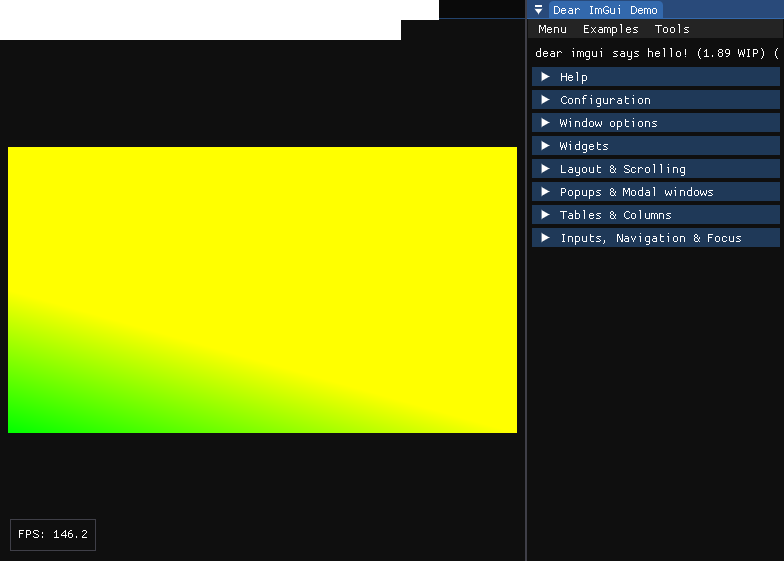 Dear ImGui Demo
Menu Examples Tools
dear imgui says hello! (1.89 WIP) (
Help
Configuration
Window options
Widgets
Layout & Scrolling
Popups & Modal windows
Tables & Columns
Inputs, Navigation & Focus
FPS: 146.2